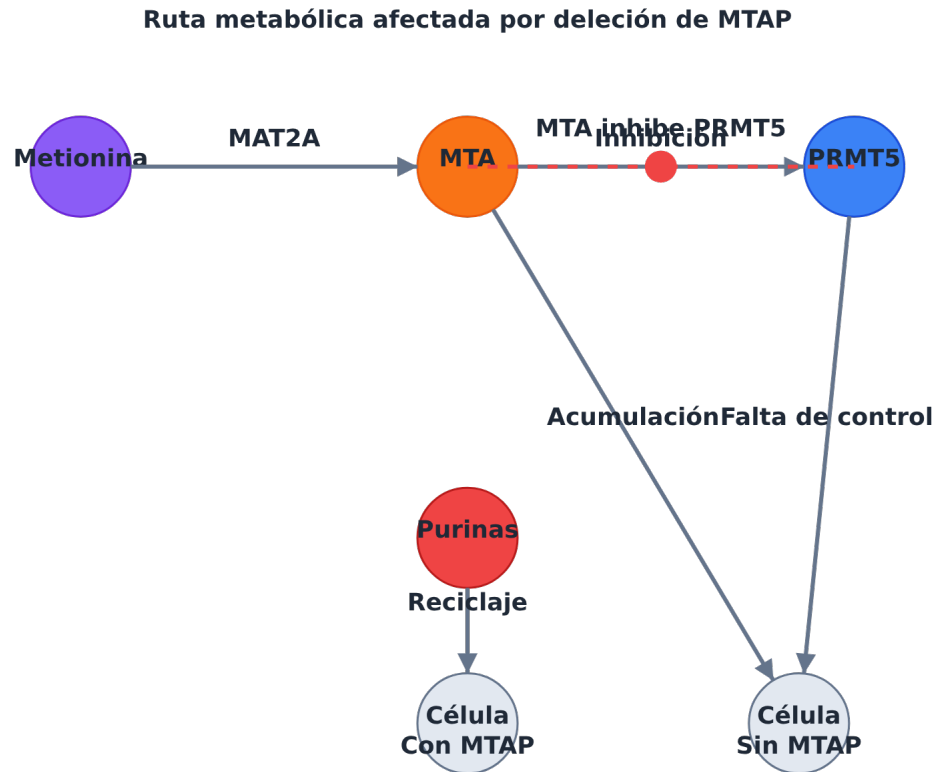 Ruta metabólica afectada por deleción de MTAP
MTA inhibe PRMT5
MAT2A
Inhibición
Metionina
MTA
PRMT5
Acumulación
Falta de control
Purinas
Reciclaje
Célula
Con MTAP
Célula
Sin MTAP